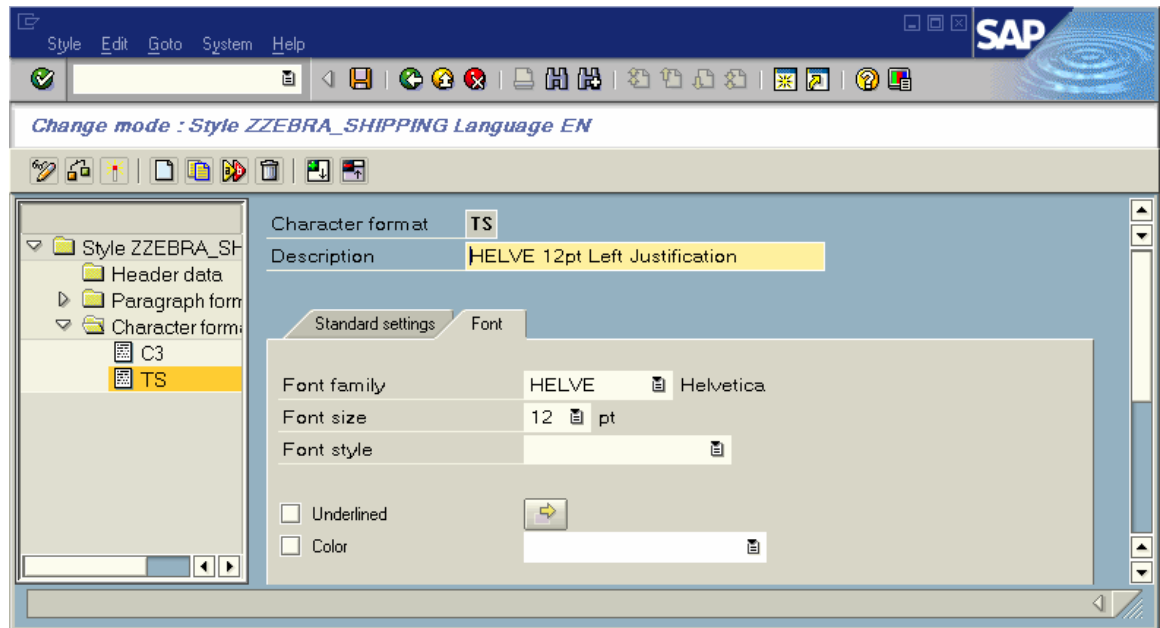 Style Edit Goto System Help
SAP
Change mode : Style ZZEBRA_SHIPPING Language EN
Character format TS
Style ZZEBRA_SH
Description HELVE 12pt Left Justification
Header data
Paragraph form
Character forma
Standard settings Font
C3
TS
Font family HELVE Helvetica
Font size 12 pt
Font style
Underlined
Color